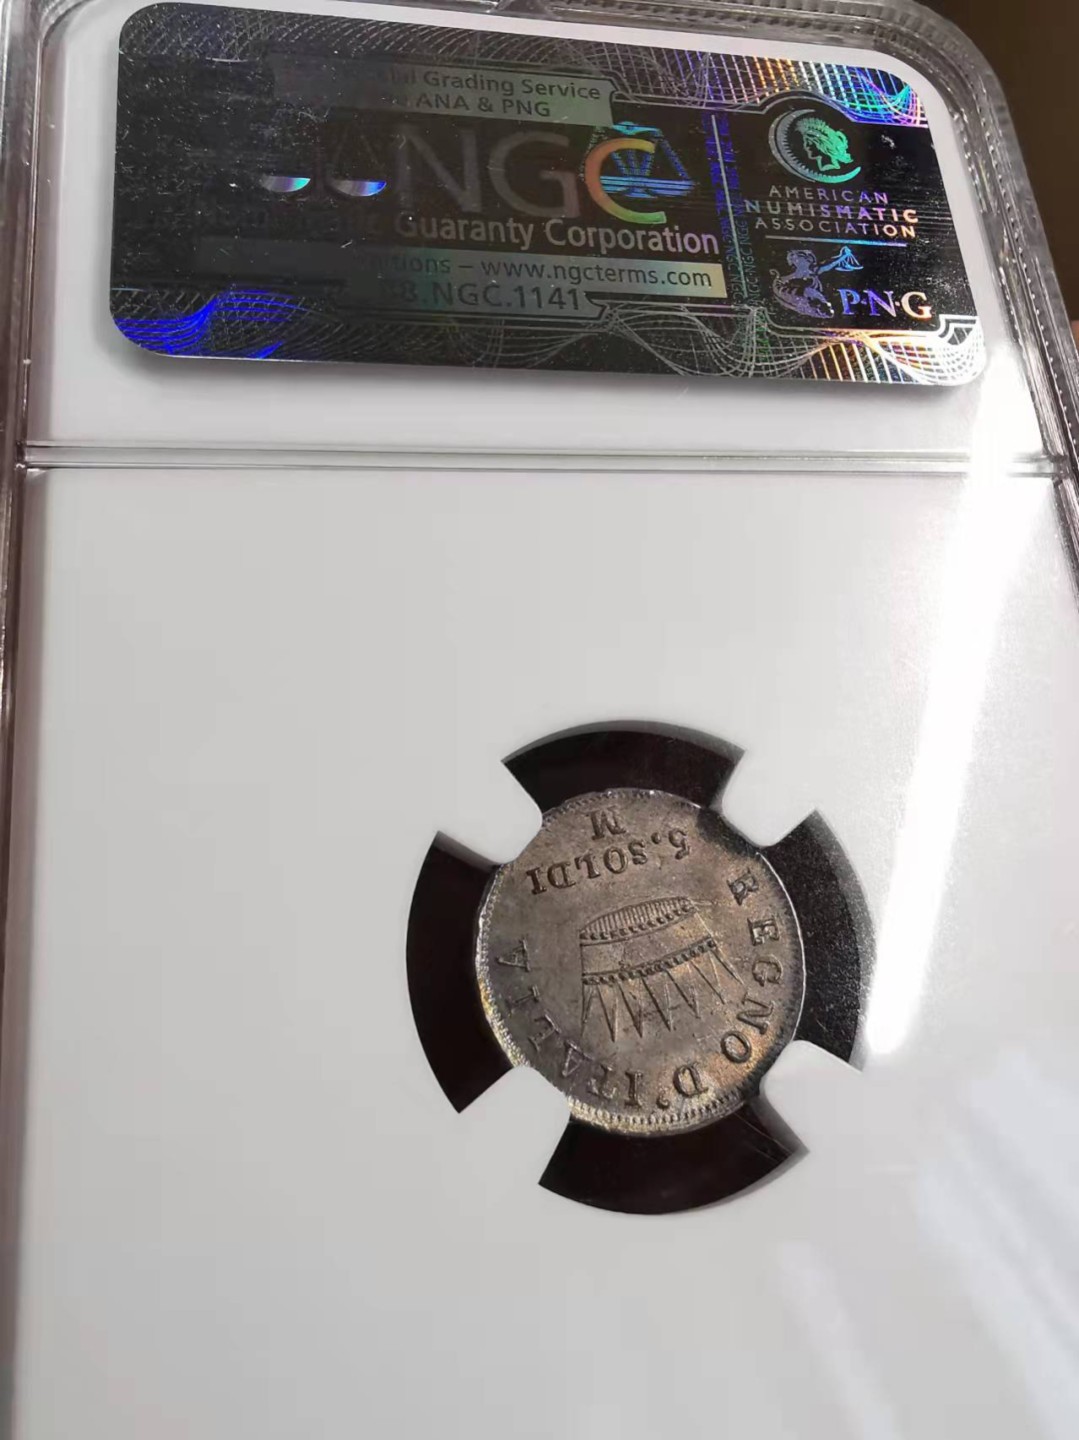 Grading Service
ANA & PNG
NGC
Guaranty Corporation
– www.ngcterms.com
.NGC.1141
AMERICAN
NUMISMATIC
ASSOCIATION
P·N·G
REGNO D'ITALIA
5.SOLDI
M